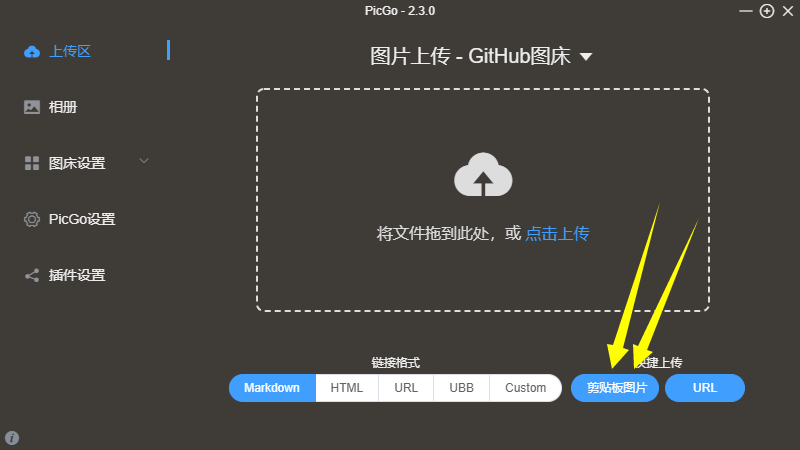 PicGo - 2.3.0
上传区
相册
图床设置
PicGo设置
插件设置
图片上传 - GitHub图床
将文件拖到此处，或 点击上传
链接格式
Markdown HTML URL UBB Custom
快捷上传
剪贴板图片 URL